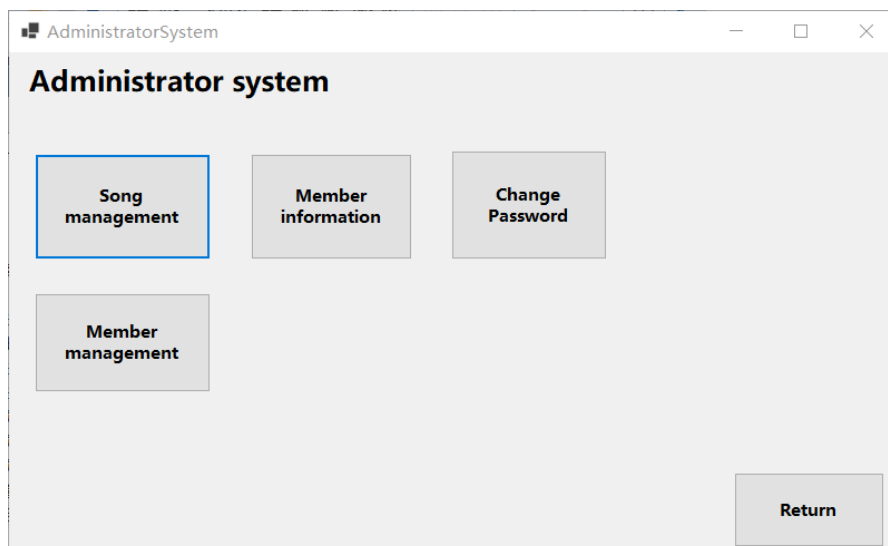 AdministratorSystem
Administrator system
Song
management
Member
information
Change
Password
Member
management
Return